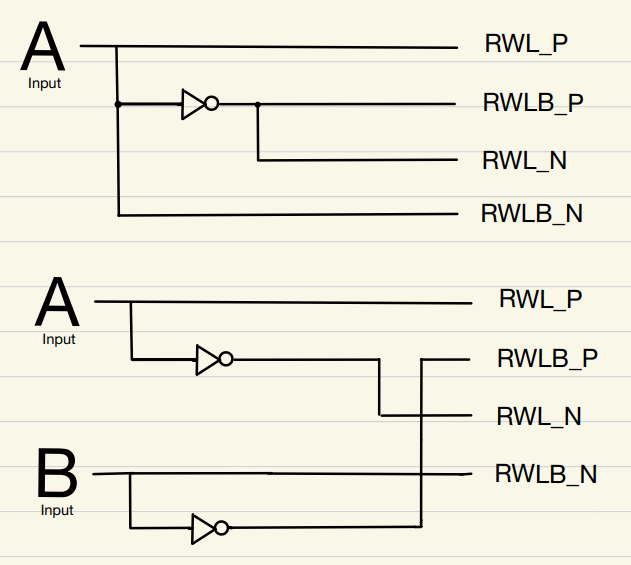 A
Input
RWL_P
RWLB_P
RWL_N
RWLB_N
A
Input
RWL_P
RWLB_P
RWL_N
B
Input
RWLB_N